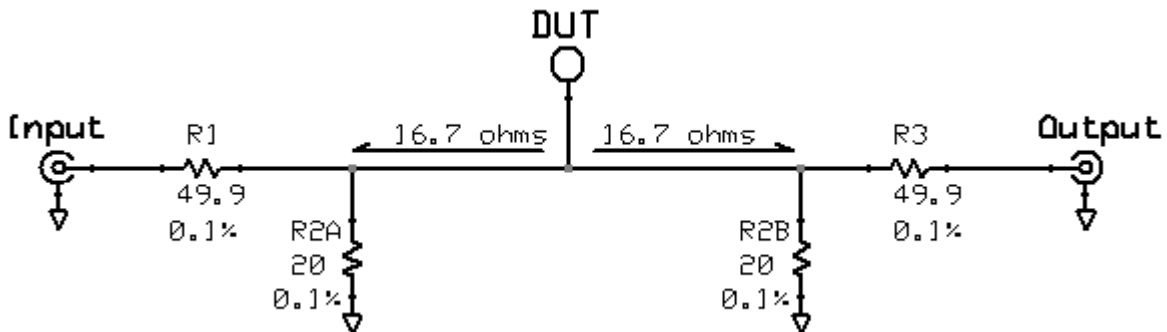 DUT
Input
R1
16.7 ohms
16.7 ohms
R3
Output
49.9
0.1%
49.9
0.1%
R2A
20
0.1%
R2B
20
0.1%